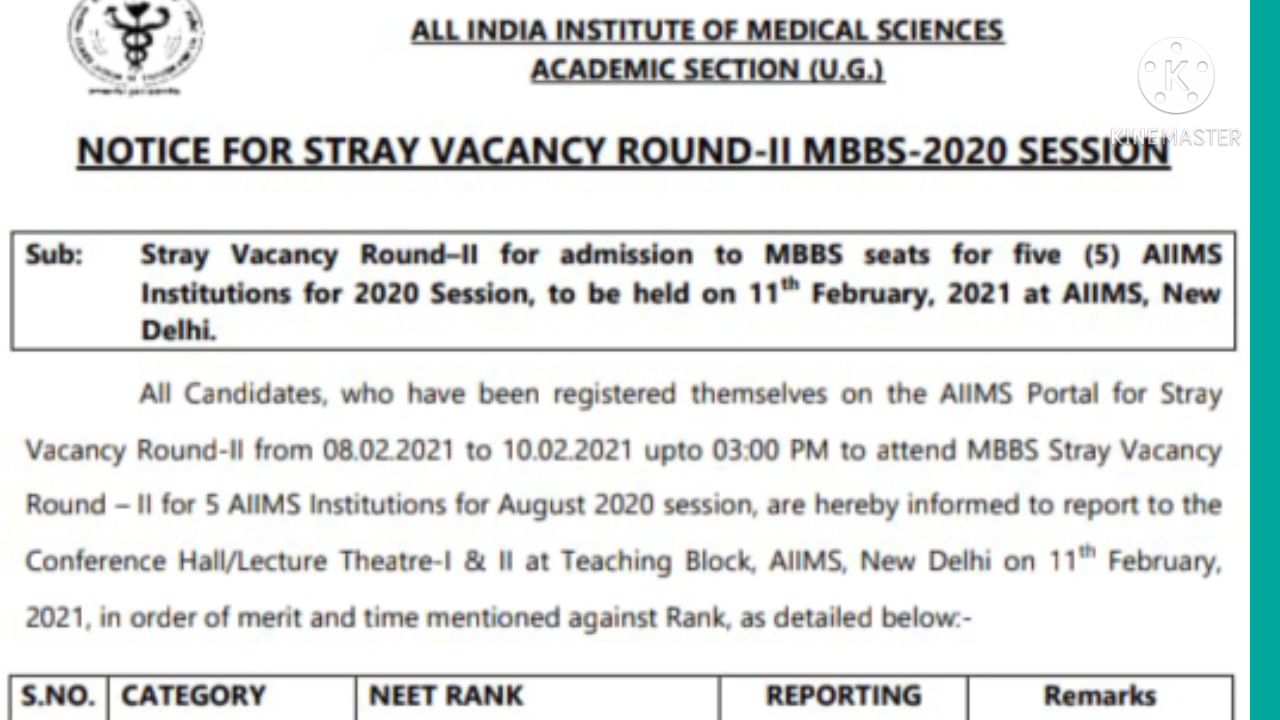 ALL INDIA INSTITUTE OF MEDICAL SCIENCES
ACADEMIC SECTION (U.G.)
KINEMASTER
NOTICE FOR STRAY VACANCY ROUND-II MBBS-2020 SESSION
Sub: Stray Vacancy Round–II for admission to MBBS seats for five (5) AIIMS
Institutions for 2020 Session, to be held on 11th February, 2021 at AIIMS, New
Delhi.
All Candidates, who have been registered themselves on the AIIMS Portal for Stray
Vacancy Round-II from 08.02.2021 to 10.02.2021 upto 03:00 PM to attend MBBS Stray Vacancy
Round – II for 5 AIIMS Institutions for August 2020 session, are hereby informed to report to the
Conference Hall/Lecture Theatre-I & II at Teaching Block, AIIMS, New Delhi on 11th February,
2021, in order of merit and time mentioned against Rank, as detailed below:-
S.NO. CATEGORY NEET RANK REPORTING Remarks